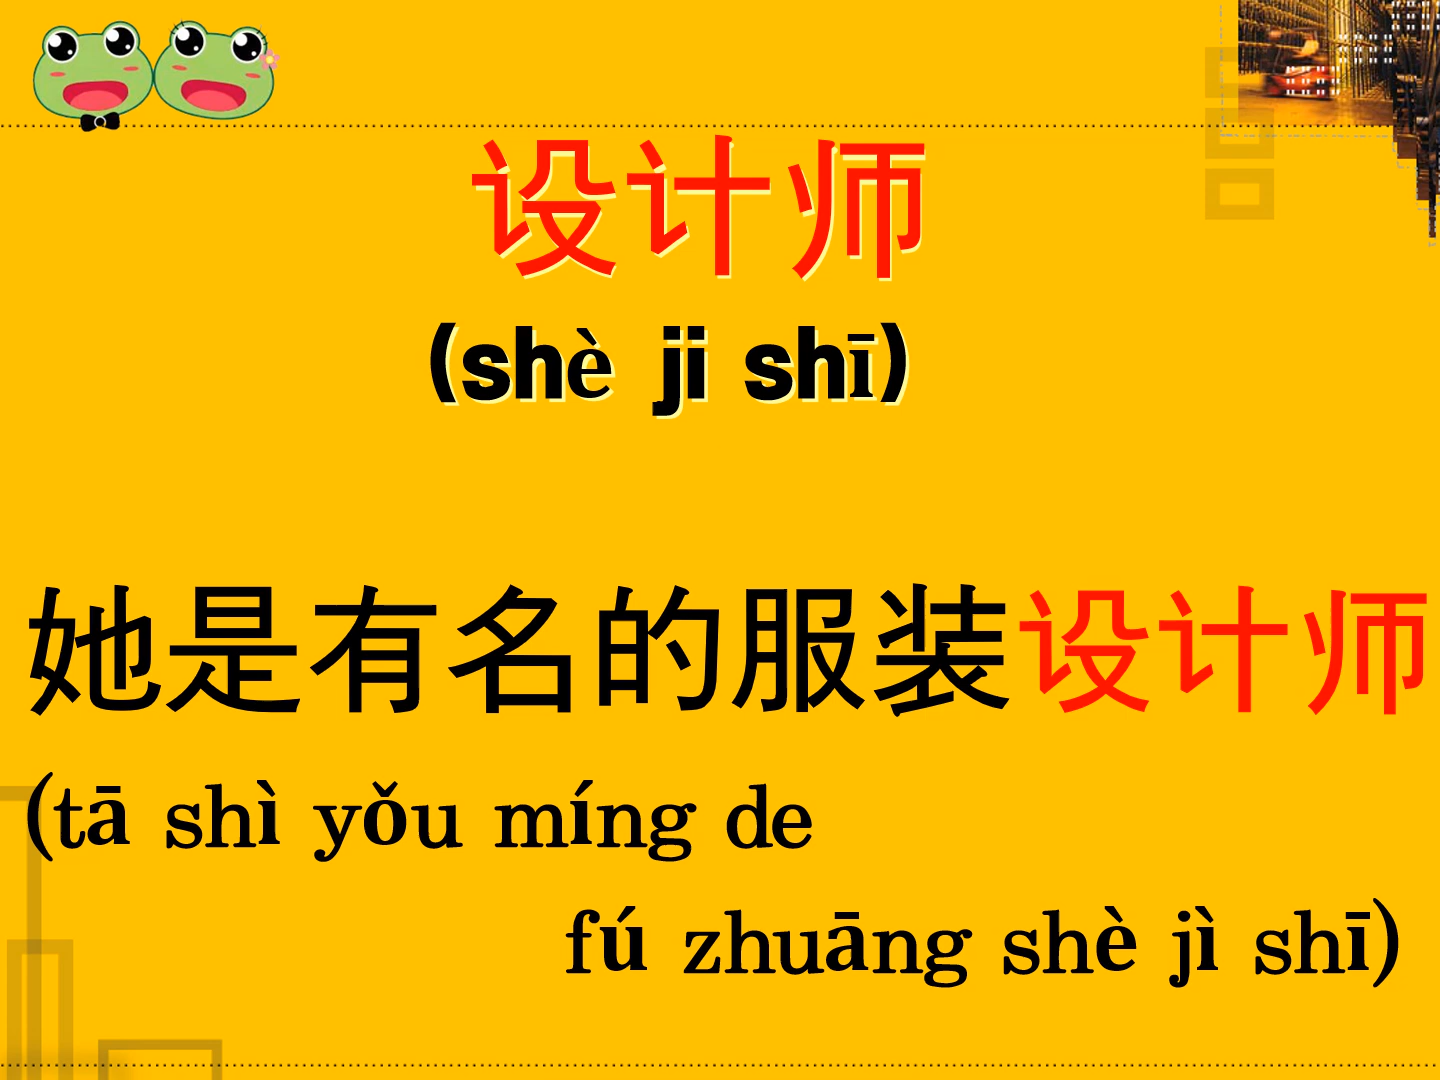 设计师
(shè ji shī)
她是有名的服装设计师
(tā shì yǒu míng de
fú zhuāng shè jì shī)